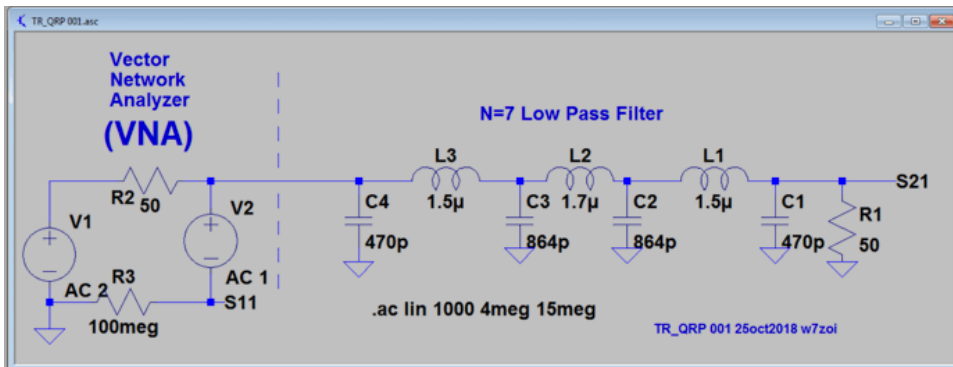 TR_QRP 001.asc
Vector
Network
Analyzer
(VNA)
N=7 Low Pass Filter
L3
L2
L1
S21
R2
50
1.5µ
1.7µ
1.5µ
V1
V2
C4
C3
C2
C1
R1
470p
864p
864p
470p
50
AC 2
R3
AC 1
S11
100meg
.ac lin 1000 4meg 15meg
TR_QRP 001 25oct2018 w7zoi